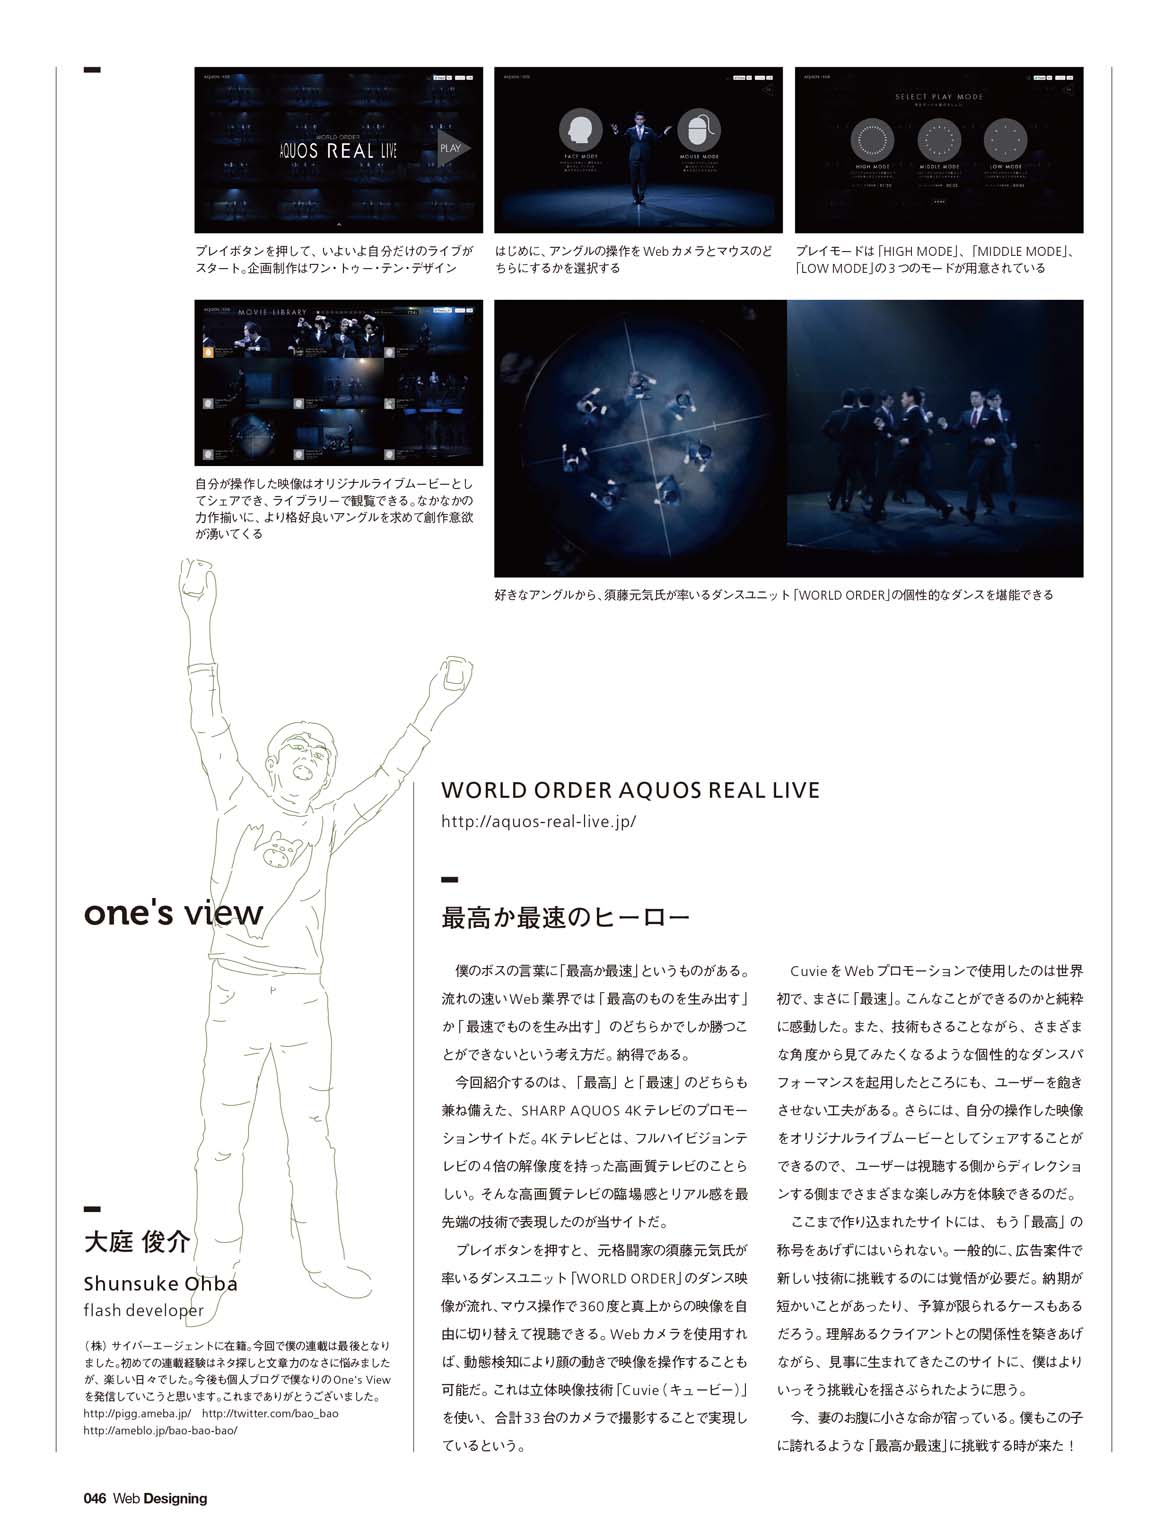 WORLD ORDER
AQUOS REAL LIVE
PLAY
FACE MODE
MOUSE MODE
SELECT PLAY MODE
HIGH MODE
MIDDLE MODE
LOW MODE
プレイボタンを押して、いよいよ自分だけのライブが
スタート。企画制作はワン・トゥー・テン・デザイン
はじめに、アングルの操作をWebカメラとマウスのど
ちらにするかを選択する
プレイモードは「HIGH MODE」、「MIDDLE MODE」、
「LOW MODE」の3つのモードが用意されている
MOVIE LIBRARY
自分が操作した映像はオリジナルライブムービーとし
てシェアでき、ライブラリーで観覧できる。なかなかの
力作揃いに、より格好良いアングルを求めて創作意欲
が湧いてくる
好きなアングルから、須藤元気氏が率いるダンスユニット「WORLD ORDER」の個性的なダンスを堪能できる
WORLD ORDER AQUOS REAL LIVE
http://aquos-real-live.jp/
one's view
最高か最速のヒーロー
僕のボスの言葉に「最高か最速」というものがある。
流れの速いWeb業界では「最高のものを生み出す」
か「最速でものを生み出す」のどちらかでしか勝つこ
とができないという考え方だ。納得である。
今回紹介するのは、「最高」と「最速」のどちらも
兼ね備えた、SHARP AQUOS 4Kテレビのプロモー
ションサイトだ。4Kテレビとは、フルハイビジョンテ
レビの4倍の解像度を持った高画質テレビのことら
しい。そんな高画質テレビの臨場感とリアル感を最
先端の技術で表現したのが当サイトだ。
プレイボタンを押すと、元格闘家の須藤元気氏が
率いるダンスユニット「WORLD ORDER」のダンス映
像が流れ、マウス操作で360度と真上からの映像を自
由に切り替えて視聴できる。Webカメラを使用すれ
ば、動態検知により顔の動きで映像を操作することも
可能だ。これは立体映像技術「Cuvie（キュービー）」
を使い、合計33台のカメラで撮影することで実現し
ているという。
CuvieをWebプロモーションで使用したのは世界
初で、まさに「最速」。こんなことができるのかと純粋
に感動した。また、技術もさることながら、さまざま
な角度から見てみたくなるような個性的なダンスパ
フォーマンスを起用したところにも、ユーザーを飽き
させない工夫がある。さらには、自分の操作した映像
をオリジナルライブムービーとしてシェアすることが
できるので、ユーザーは視聴する側からディレクショ
ンする側までさまざまな楽しみ方を体験できるのだ。
ここまで作り込まれたサイトには、もう「最高」の
称号をあげずにはいられない。一般的に、広告案件で
新しい技術に挑戦するのには覚悟が必要だ。納期が
短かいことがあったり、予算が限られるケースもある
だろう。理解あるクライアントとの関係性を築きあげ
ながら、見事に生まれてきたこのサイトに、僕はより
いっそう挑戦心を揺さぶられたように思う。
今、妻のお腹に小さな命が宿っている。僕もこの子
に誇れるような「最高か最速」に挑戦する時が来た！
大庭 俊介
Shunsuke Ohba
flash developer
（株）サイバーエージェントに在籍。今回で僕の連載は最後となり
ました。初めての連載経験はネタ探しと文章力のなさに悩みました
が、楽しい日々でした。今後も個人ブログで僕なりのOne's View
を発信していこうと思います。これまでありがとうございました。
http://pigg.ameba.jp/ http://twitter.com/bao_bao
http://ameblo.jp/bao-bao-bao/
046 Web Designing